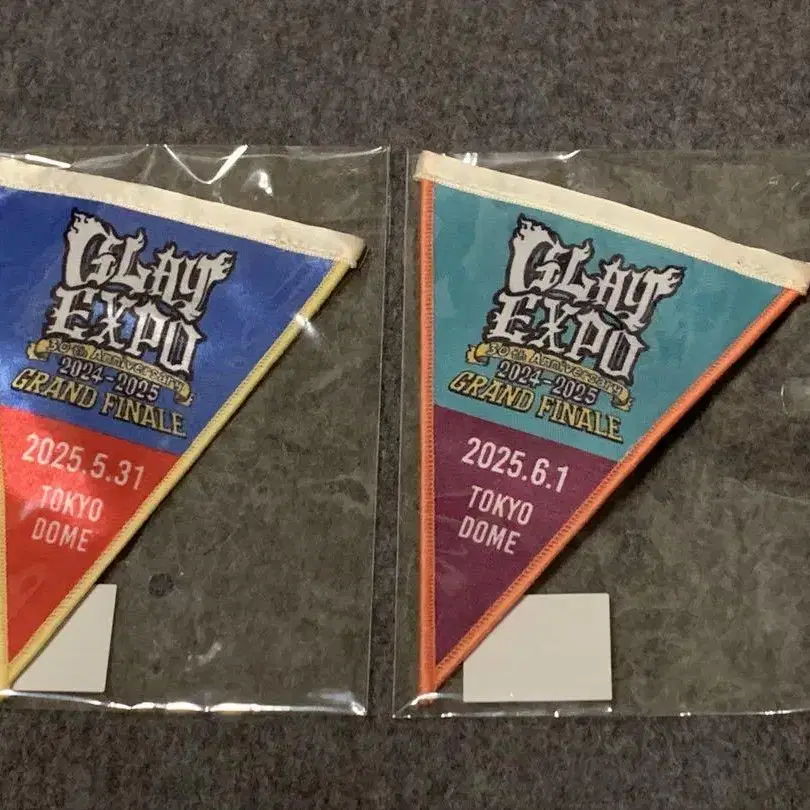 GLAY
EXPO
30th Anniversary
2024-2025
GRAND FINALE
2025.5.31
TOKYO
DOME
GLAY
EXPO
30th Anniversary
2024-2025
GRAND FINALE
2025.6.1
TOKYO
DOME